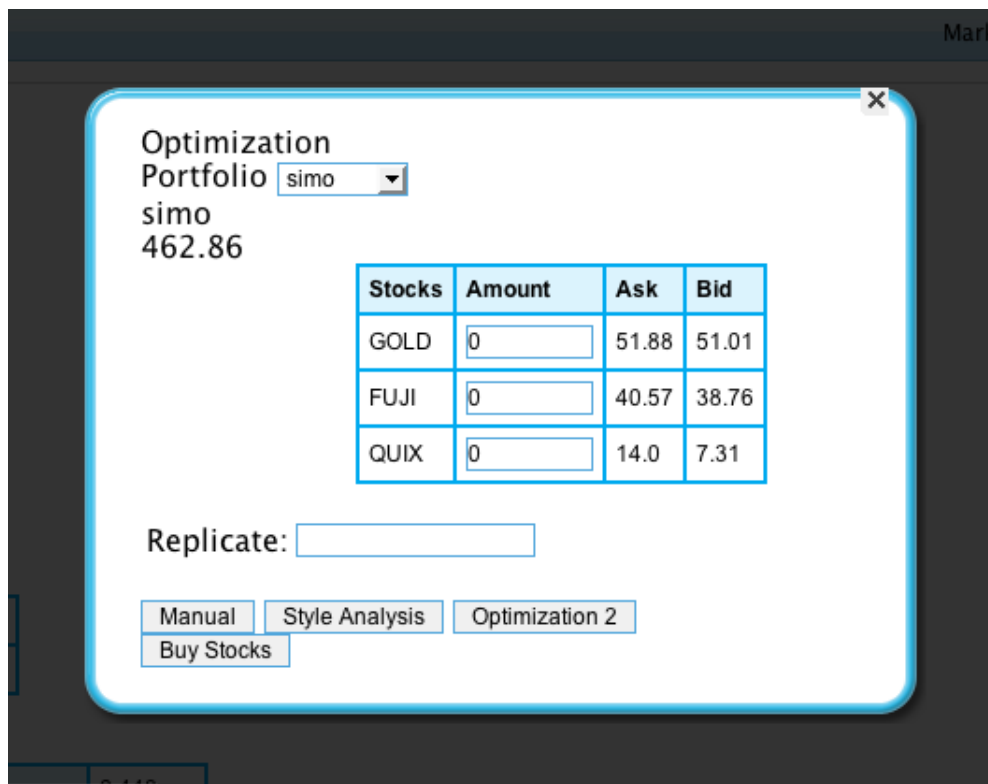 Optimization
Portfolio simo
simo
462.86
Stocks Amount Ask Bid
GOLD 0 51.88 51.01
FUJI 0 40.57 38.76
QUIX 0 14.0 7.31
Replicate:
Manual Style Analysis Optimization 2
Buy Stocks